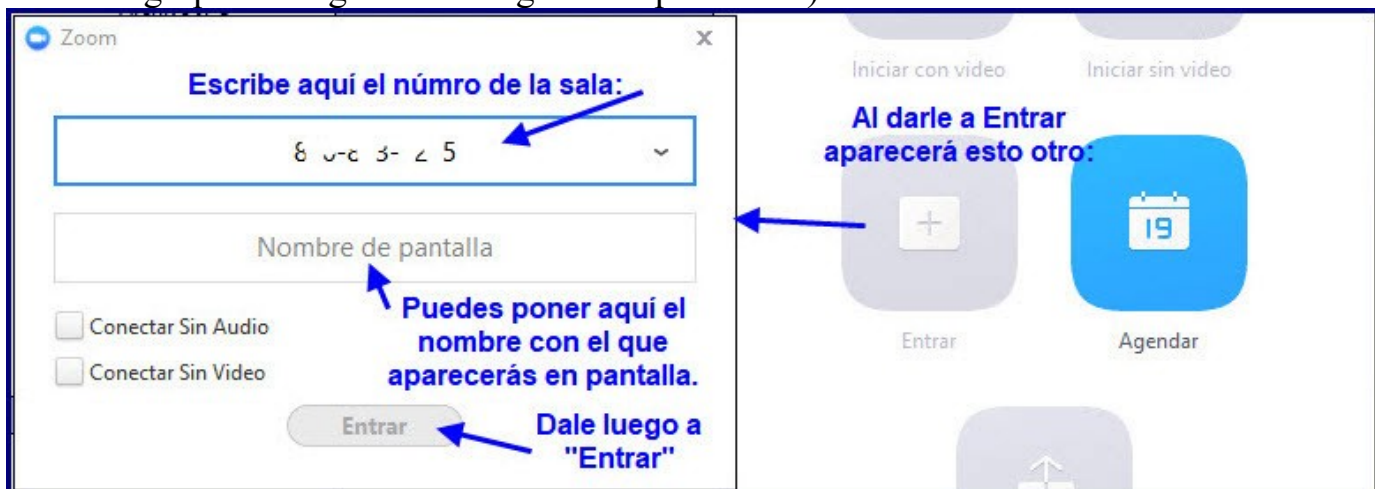 Zoom
Escribe aquí el númro de la sala:
Nombre de pantalla
Puedes poner aquí el
nombre con el que
aparecerás en pantalla.
Conectar Sin Audio
Conectar Sin Video
Entrar
Dale luego a
"Entrar"
Iniciar con video
Iniciar sin video
Al darle a Entrar
aparecerá esto otro:
19
Entrar
Agendar